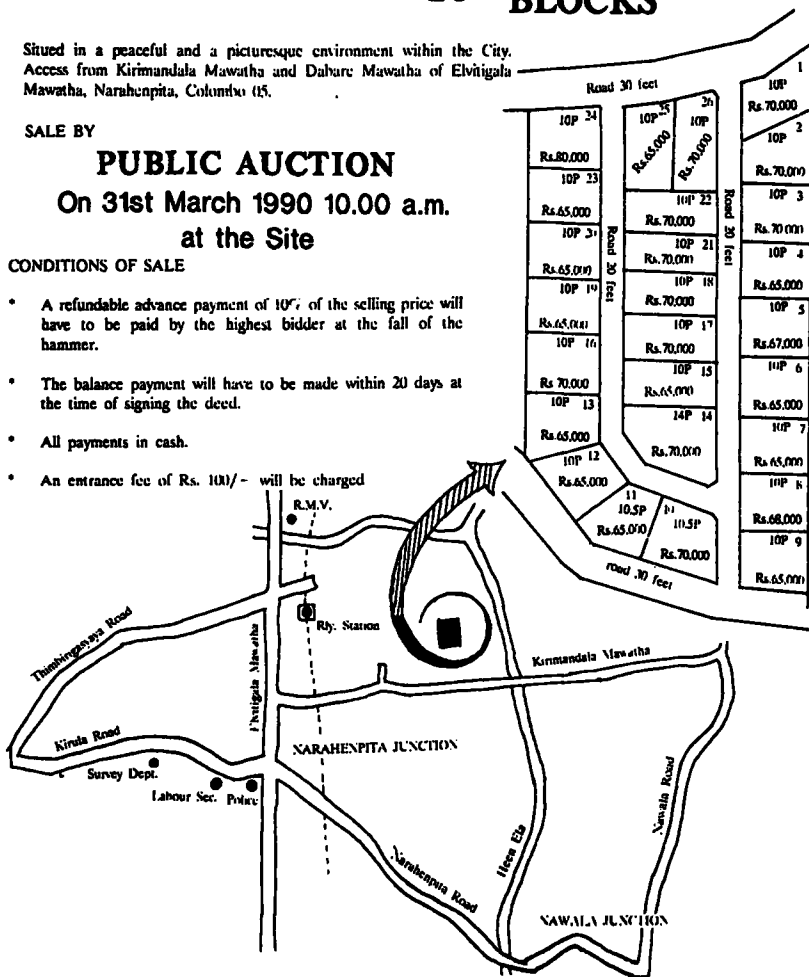 BLOCKS
Situed in a peaceful and a picturesque environment within the City.
Access from Kirimandala Mawatha and Dabare Mawatha of Elvitigala
Mawatha, Narahenpita, Colombo 05.
SALE BY
PUBLIC AUCTION
On 31st March 1990 10.00 a.m.
at the Site
CONDITIONS OF SALE
* A refundable advance payment of 10% of the selling price will
have to be paid by the highest bidder at the fall of the
hammer.
* The balance payment will have to be made within 20 days at
the time of signing the deed.
* All payments in cash.
* An entrance fee of Rs. 100/- will be charged
Road 30 feet
10P 24
Rs.80,000
10P 23
Rs.65,000
10P
Rs.65,000
10P 19
Rs.65,000
10P 16
Rs 70,000
10P 13
Rs.65,000
10P 12
Rs.65,000
Road 20 feet
10P 25
Rs.65,000
26
10P
Rs.70,000
10P 22
Rs.70,000
10P 21
Rs.70,000
10P 18
Rs.70,000
10P 17
Rs.70,000
10P 15
Rs.65,000
14P 14
Rs.70,000
11
10.5P
Rs.65,000
10.5P
Rs.70,000
road 30 feet
Road 20 feet
1
10P
Rs.70,000
10P 2
Rs.70,000
10P 3
Rs.70,000
10P 4
Rs.65,000
10P 5
Rs.67,000
10P 6
Rs.65,000
10P 7
Rs.65,000
10P 8
Rs.68,000
10P 9
Rs.65,000
R.M.V.
Rly. Station
Thimbirigasyaya Road
Elvitigala Mawatha
Kirimandala Mawatha
Kirula Road
NARAHENPITA JUNCTION
Survey Dept.
Labour Sec.
Police
Narahenpita Road
Heen Ela
Nawala Road
NAWALA JUNCTION